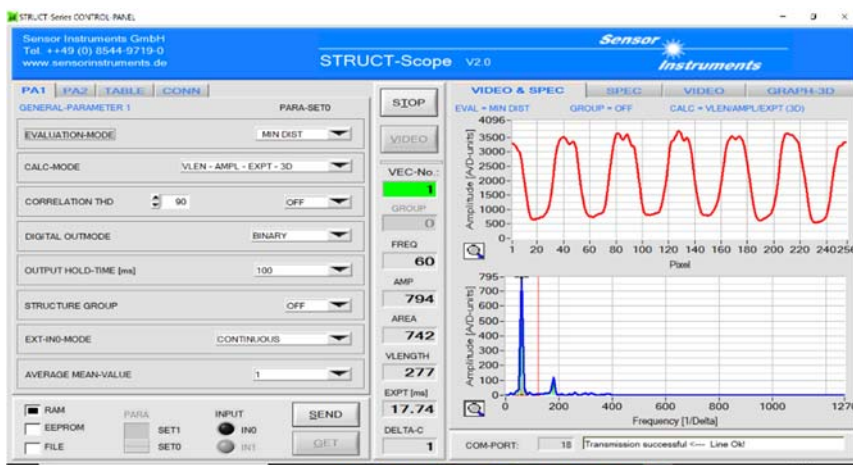 STRUCT-Series CONTROL-PANEL
Sensor Instruments GmbH
Tel. ++49 (0) 8544-9719-0
www.sensorinstruments.de
STRUCT-Scope V2.0
Sensor
Instruments
PA1 PA2 TABLE CONN
GENERAL-PARAMETER 1 PARA-SET0
EVALUATION-MODE MIN DIST
CALC-MODE VLEN - AMPL - EXPT - 3D
CORRELATION THD 90 OFF
DIGITAL OUTMODE BINARY
OUTPUT HOLD-TIME [ms] 100
STRUCTURE GROUP OFF
EXT-IN0-MODE CONTINUOUS
AVERAGE MEAN-VALUE 1
RAM
EEPROM
FILE
PARA
SET1
SET0
INPUT
IN0
IN1
SEND
GET
STOP
VIDEO
VEC-No.:
1
GROUP
0
FREQ
60
AMP
794
AREA
742
VLENGTH
277
EXPT [ms]
17.74
DELTA-C
1
VIDEO & SPEC SPEC VIDEO GRAPH-3D
EVAL = MIN DIST GROUP = OFF CALC = VLEN/AMPL/EXPT (3D)
Amplitude [A/D-units]
4096
3500
3000
2500
2000
1500
1000
500
0
1 20 40 60 80 100 120 140 160 180 200 220 240 256
Pixel
Amplitude [A/D-units]
795
700
600
500
400
300
200
100
0
0 200 400 600 800 1000 1270
Frequency [1/Delta]
COM-PORT: 18 Transmission successful <--- Line Ok!